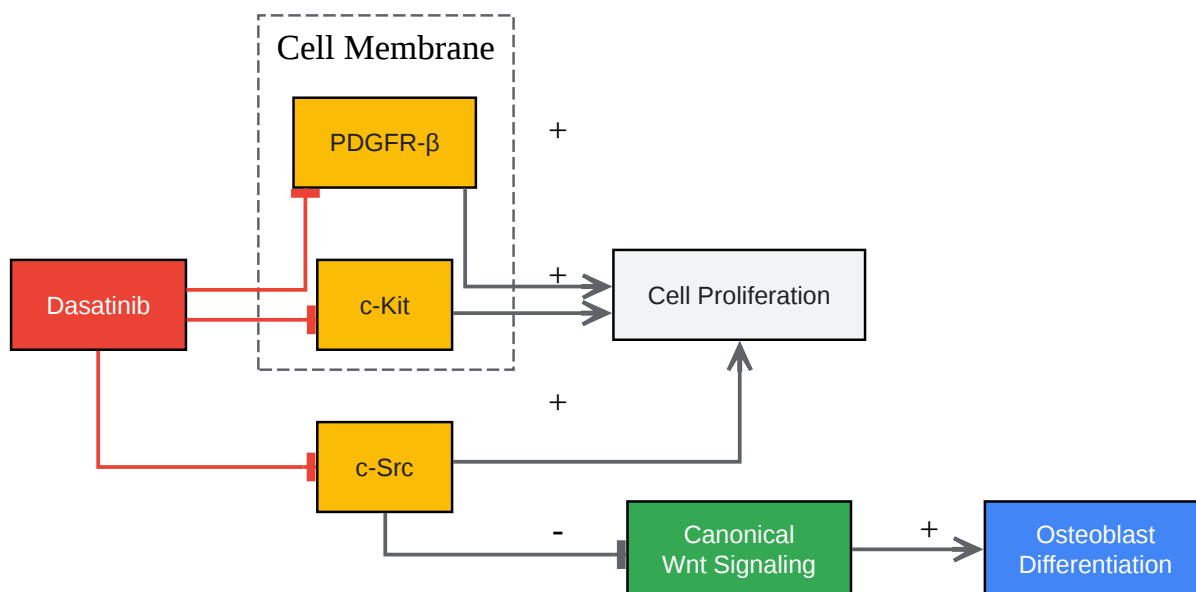 Cell Membrane
PDGFR-β
+
Dasatinib
c-Kit
+
Cell Proliferation
+
c-Src
-
Canonical
Wnt Signaling
+
Osteoblast
Differentiation